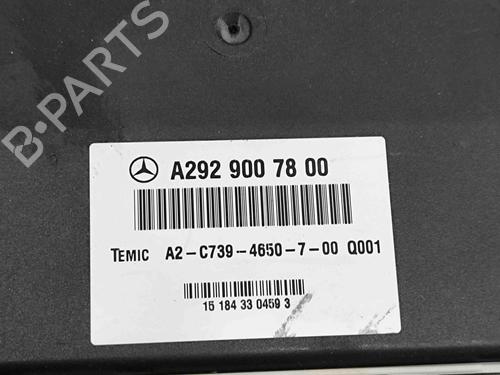 B-PARTS
A292 900 78 00
TEMIC A2-C739-4650-7-00 Q001
15 184 33 0459 3